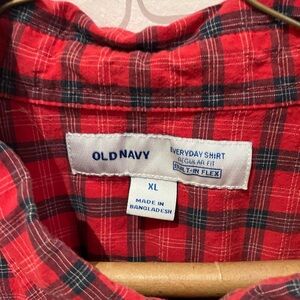 OLD NAVY
EVERYDAY SHIRT
REGULAR FIT
BUILT-IN FLEX
XL
MADE IN
BANGLADESH